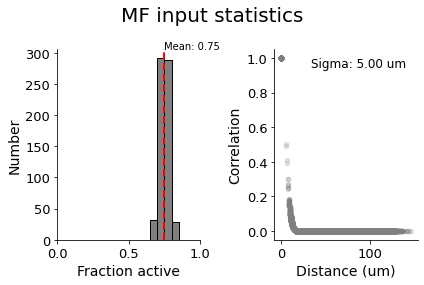 MF input statistics
Mean: 0.75
300
250
200
150
100
50
0
Number
0.0
0.5
1.0
Fraction active
Sigma: 5.00 um
1.0
0.8
0.6
0.4
0.2
0.0
Correlation
0
100
Distance (um)